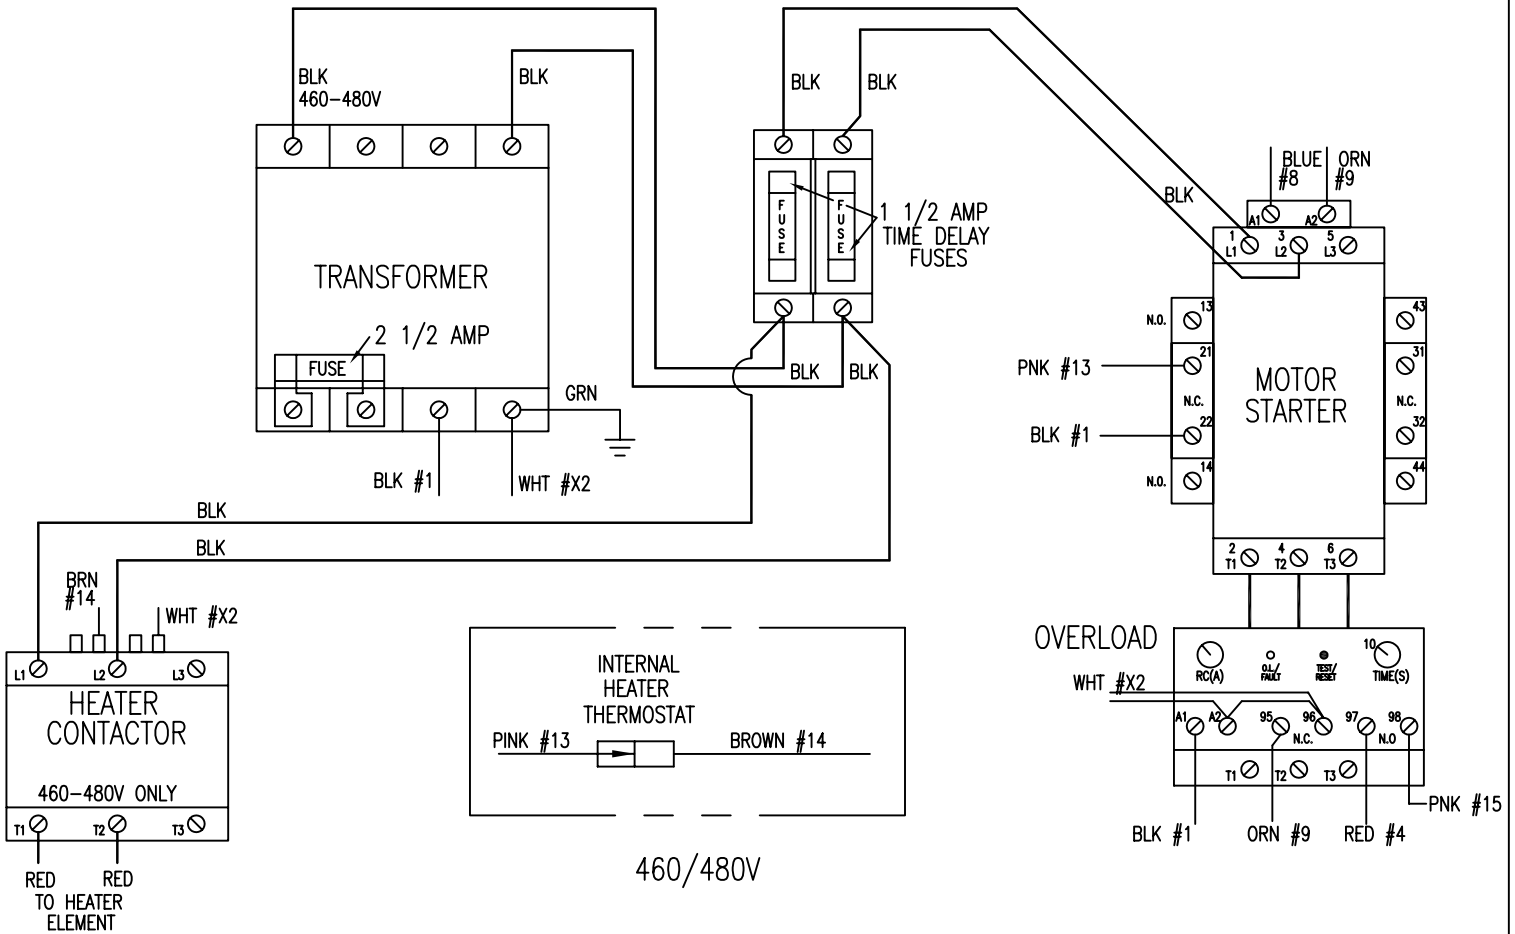 BLK
460-480V
BLK
BLK
BLK
TRANSFORMER
2 1/2 AMP
FUSE
GRN
BLK #1
WHT #X2
FUSE
FUSE
1 1/2 AMP
TIME DELAY
FUSES
BLK
BLK
BLK
BLUE
#8
ORN
#9
A1
A2
1
3
5
L1
L2
L3
N.O.
13
43
PNK #13
21
31
N.C.
N.C.
BLK #1
22
32
N.O.
14
44
MOTOR
STARTER
2
4
6
T1
T2
T3
BLK
BLK
BRN
#14
WHT #X2
L1
L2
L3
HEATER
CONTACTOR
460-480V ONLY
T1
T2
T3
RED
RED
TO HEATER
ELEMENT
INTERNAL
HEATER
THERMOSTAT
PINK #13
BROWN #14
460/480V
OVERLOAD
RC(A)
O.L./
FAULT
TEST/
RESET
10
TIME(S)
WHT #X2
A1
A2
95
96
97
98
N.C.
N.O
T1
T2
T3
BLK #1
ORN #9
RED #4
PNK #15